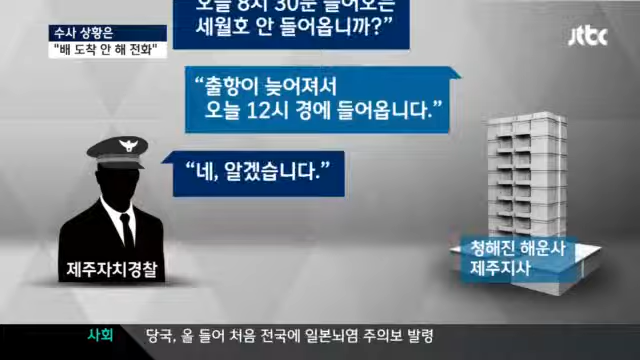 수사 상황은
"배 도착 안 해 전화"
jtbc
오늘 8시 30분 들어오는
세월호 안 들어옵니까?”
“출항이 늦어져서
오늘 12시 경에 들어옵니다.”
“네, 알겠습니다.”
제주자치경찰
청해진 해운사
제주지사
사회 당국, 올 들어 처음 전국에 일본뇌염 주의보 발령